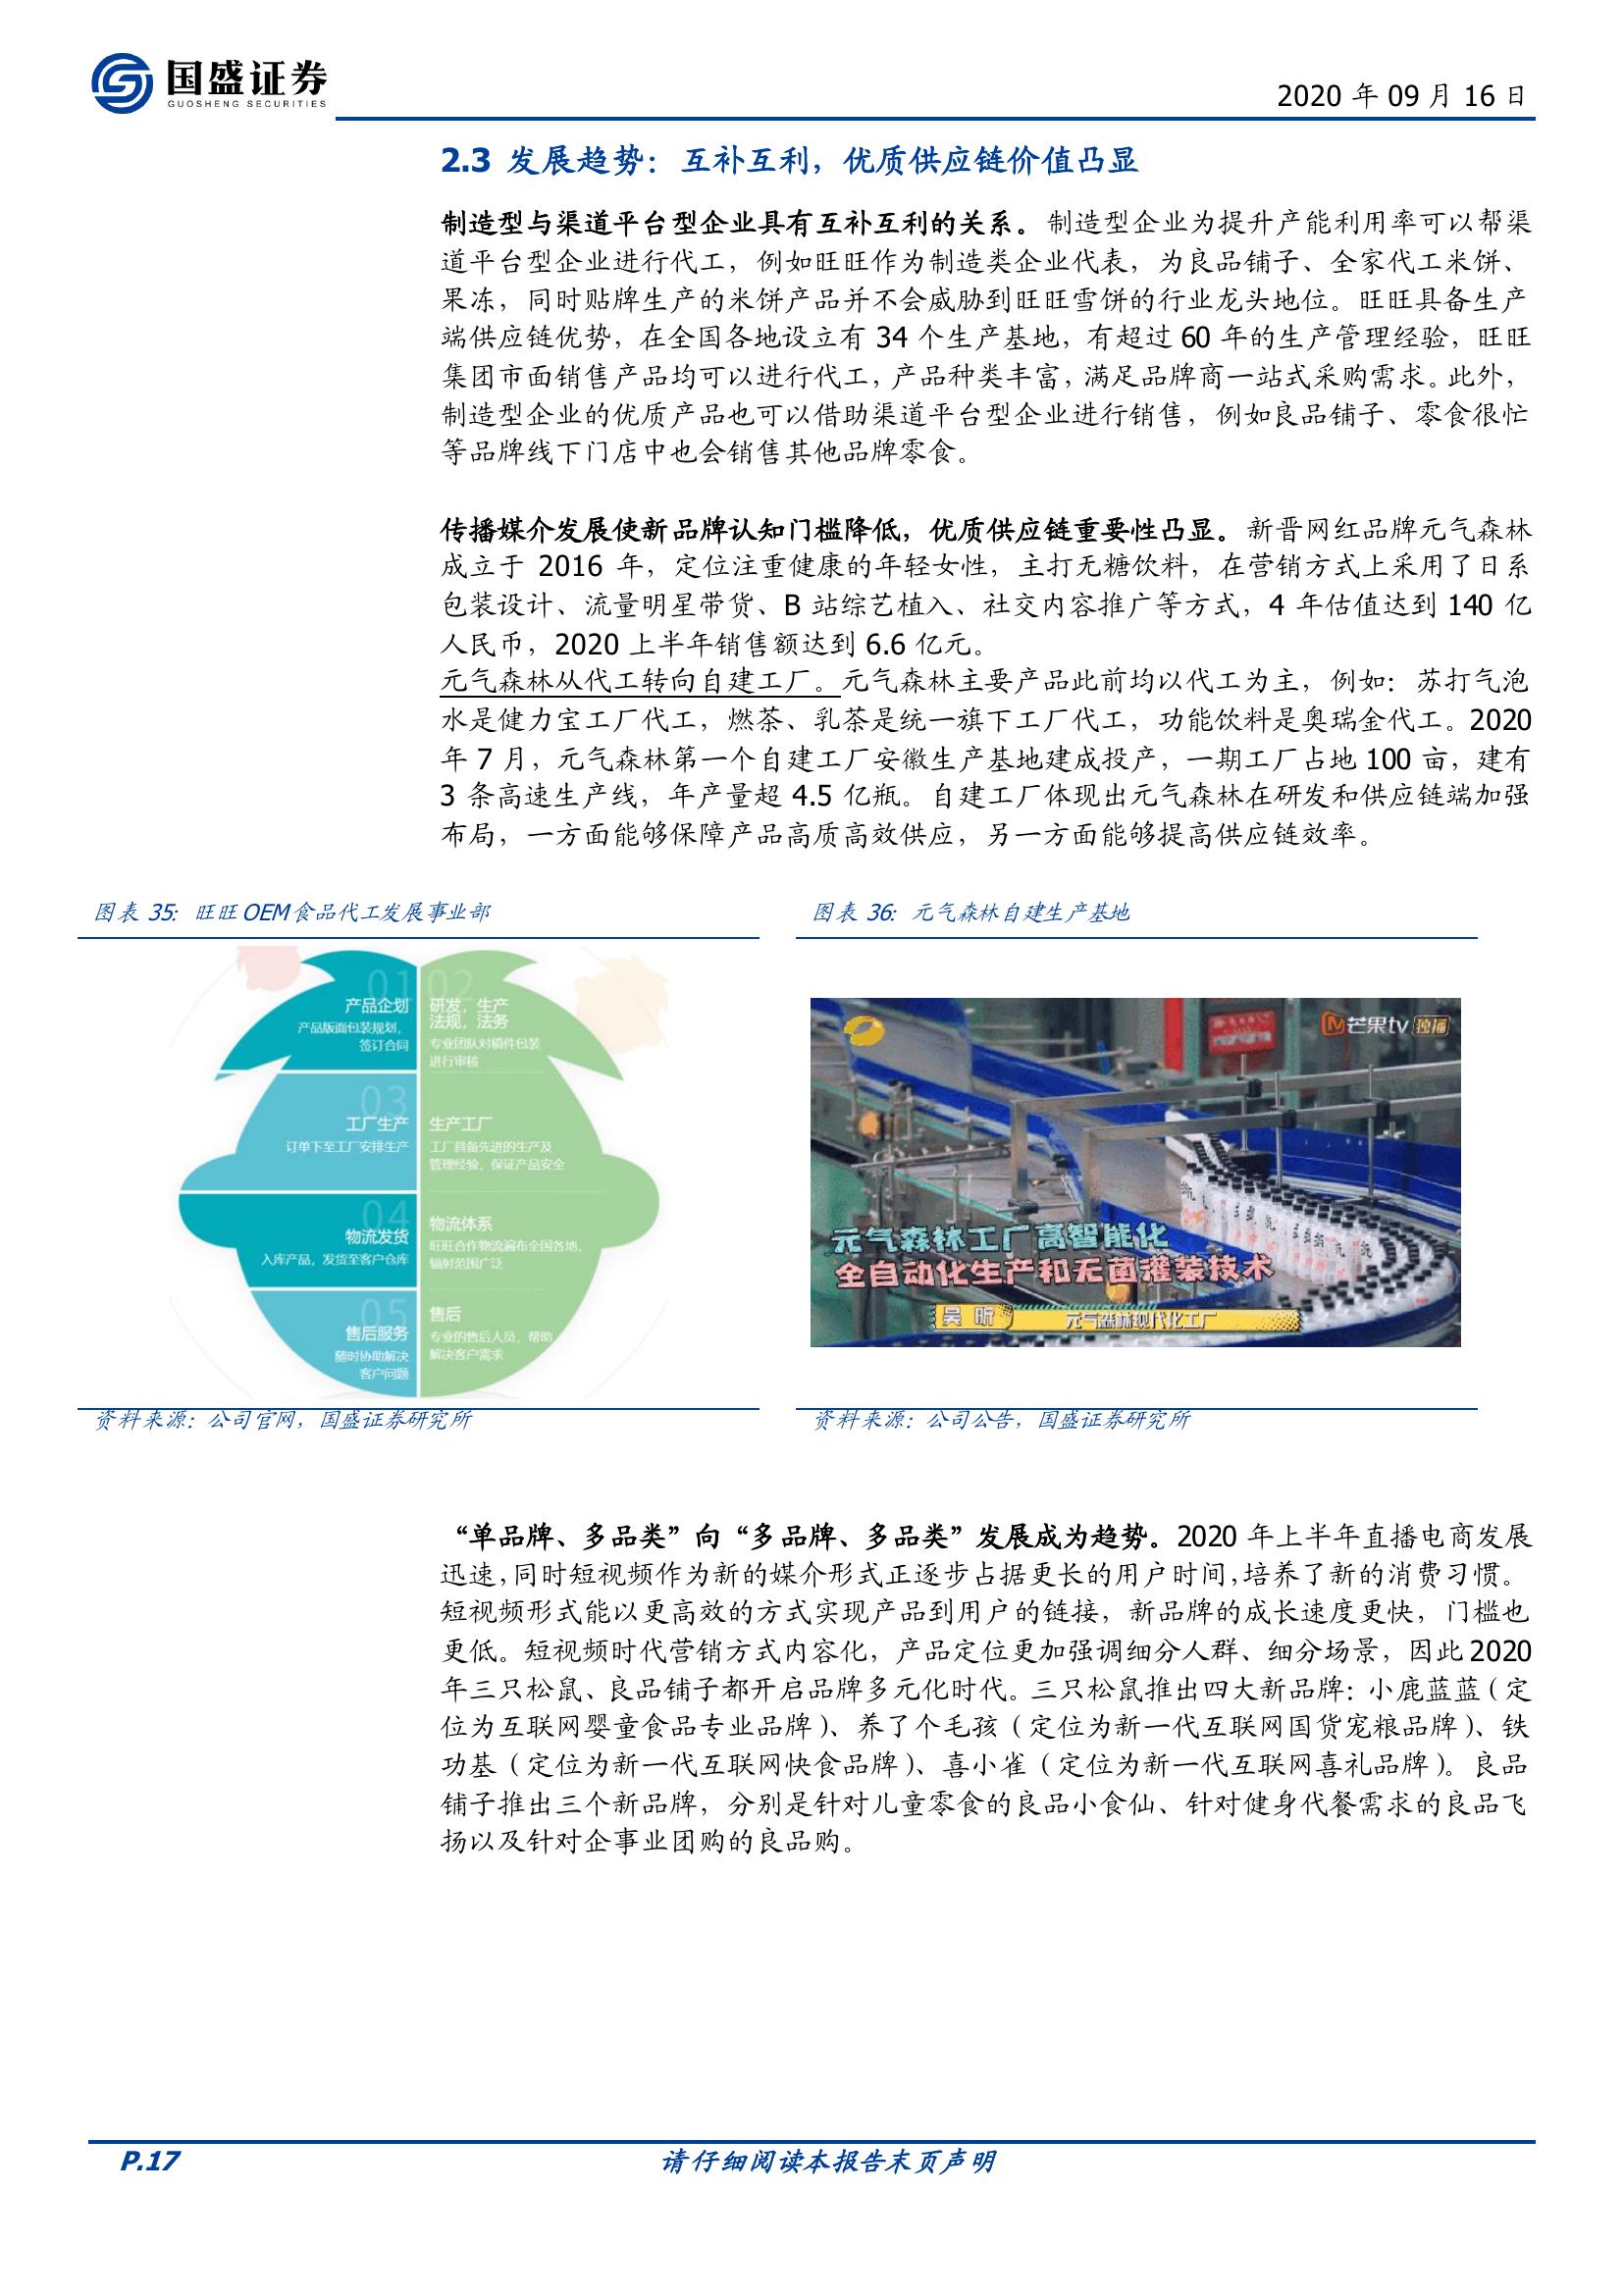 国盛证券
GUOSHENG SECURITIES
2020 年 09 月 16 日
2.3 发展趋势：互补互利，优质供应链价值凸显
制造型与渠道平台型企业具有互补互利的关系。制造型企业为提升产能利用率可以帮渠
道平台型企业进行代工，例如旺旺作为制造类企业代表，为良品铺子、全家代工米饼、
果冻，同时贴牌生产的米饼产品并不会威胁到旺旺雪饼的行业龙头地位。旺旺具备生产
端供应链优势，在全国各地设立有 34 个生产基地，有超过 60 年的生产管理经验，旺旺
集团市面销售产品均可以进行代工，产品种类丰富，满足品牌商一站式采购需求。此外，
制造型企业的优质产品也可以借助渠道平台型企业进行销售，例如良品铺子、零食很忙
等品牌线下门店中也会销售其他品牌零食。
传播媒介发展使新品牌认知门槛降低，优质供应链重要性凸显。新晋网红品牌元气森林
成立于 2016 年，定位注重健康的年轻女性，主打无糖饮料，在营销方式上采用了日系
包装设计、流量明星带货、B 站综艺植入、社交内容推广等方式，4 年估值达到 140 亿
人民币，2020 上半年销售额达到 6.6 亿元。
元气森林从代工转向自建工厂。元气森林主要产品此前均以代工为主，例如：苏打气泡
水是健力宝工厂代工，燃茶、乳茶是统一旗下工厂代工，功能饮料是奥瑞金代工。2020
年 7 月，元气森林第一个自建工厂安徽生产基地建成投产，一期工厂占地 100 亩，建有
3 条高速生产线，年产量超 4.5 亿瓶。自建工厂体现出元气森林在研发和供应链端加强
布局，一方面能够保障产品高质高效供应，另一方面能够提高供应链效率。
图表 35：旺旺 OEM 食品代工发展事业部
01
产品企划
产品版面包装规划，
签订合同
02
研发，生产
法规，法务
专业团队对稿件包装
进行审核
03
工厂生产
订单下至工厂安排生产
生产工厂
工厂具备先进的生产及
管理经验，保证产品安全
04
物流发货
入库产品，发货至客户仓库
物流体系
旺旺合作物流遍布全国各地，
辐射范围广泛
05
售后服务
随时协助解决
客户问题
售后
专业的售后人员，帮助
解决客户需求
资料来源：公司官网，国盛证券研究所
图表 36：元气森林自建生产基地
芒果tv 独播
元气森林工厂高智能化
全自动化生产和无菌灌装技术
吴昕
元气森林现代化工厂
资料来源：公司公告，国盛证券研究所
“单品牌、多品类”向“多品牌、多品类”发展成为趋势。2020 年上半年直播电商发展
迅速，同时短视频作为新的媒介形式正逐步占据更长的用户时间，培养了新的消费习惯。
短视频形式能以更高效的方式实现产品到用户的链接，新品牌的成长速度更快，门槛也
更低。短视频时代营销方式内容化，产品定位更加强调细分人群、细分场景，因此 2020
年三只松鼠、良品铺子都开启品牌多元化时代。三只松鼠推出四大新品牌：小鹿蓝蓝（定
位为互联网婴童食品专业品牌）、养了个毛孩（定位为新一代互联网国货宠粮品牌）、铁
功基（定位为新一代互联网快食品牌）、喜小雀（定位为新一代互联网喜礼品牌）。良品
铺子推出三个新品牌，分别是针对儿童零食的良品小食仙、针对健身代餐需求的良品飞
扬以及针对企事业团购的良品购。
P.17
请仔细阅读本报告末页声明